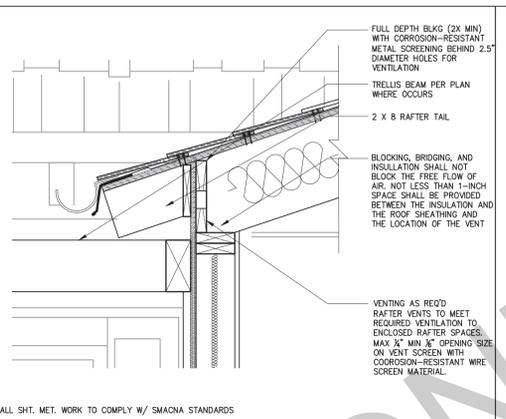 FULL DEPTH BLKG (2X MIN)
WITH CORROSION-RESISTANT
METAL SCREENING BEHIND 2.5"
DIAMETER HOLES FOR
VENTILATION
TRELLIS BEAM PER PLAN
WHERE OCCURS
2 X 8 RAFTER TAIL
BLOCKING, BRIDGING, AND
INSULLATION SHALL NOT
BLOCK THE FREE FLOW OF
AIR. NOT LESS THAN 1-INCH
SPACE SHALL BE PROVIDED
BETWEEN THE INSULATION AND
THE ROOF SHEATHING AND
THE LOCATION OF THE VENT
VENTING AS REQ'D
RAFTER VENTS TO MEET
REQUIRED VENTILATION TO
ENCLOSED RAFTER SPACES.
MAX ¼" MIN ⅛" OPENING SIZE
ON VENT SCREEN WITH
COOROSION-RESISTANT WIRE
SCREEN MATERIAL.
ALL SHT. MET. WORK TO COMPLY W/ SMACNA STANDARDS